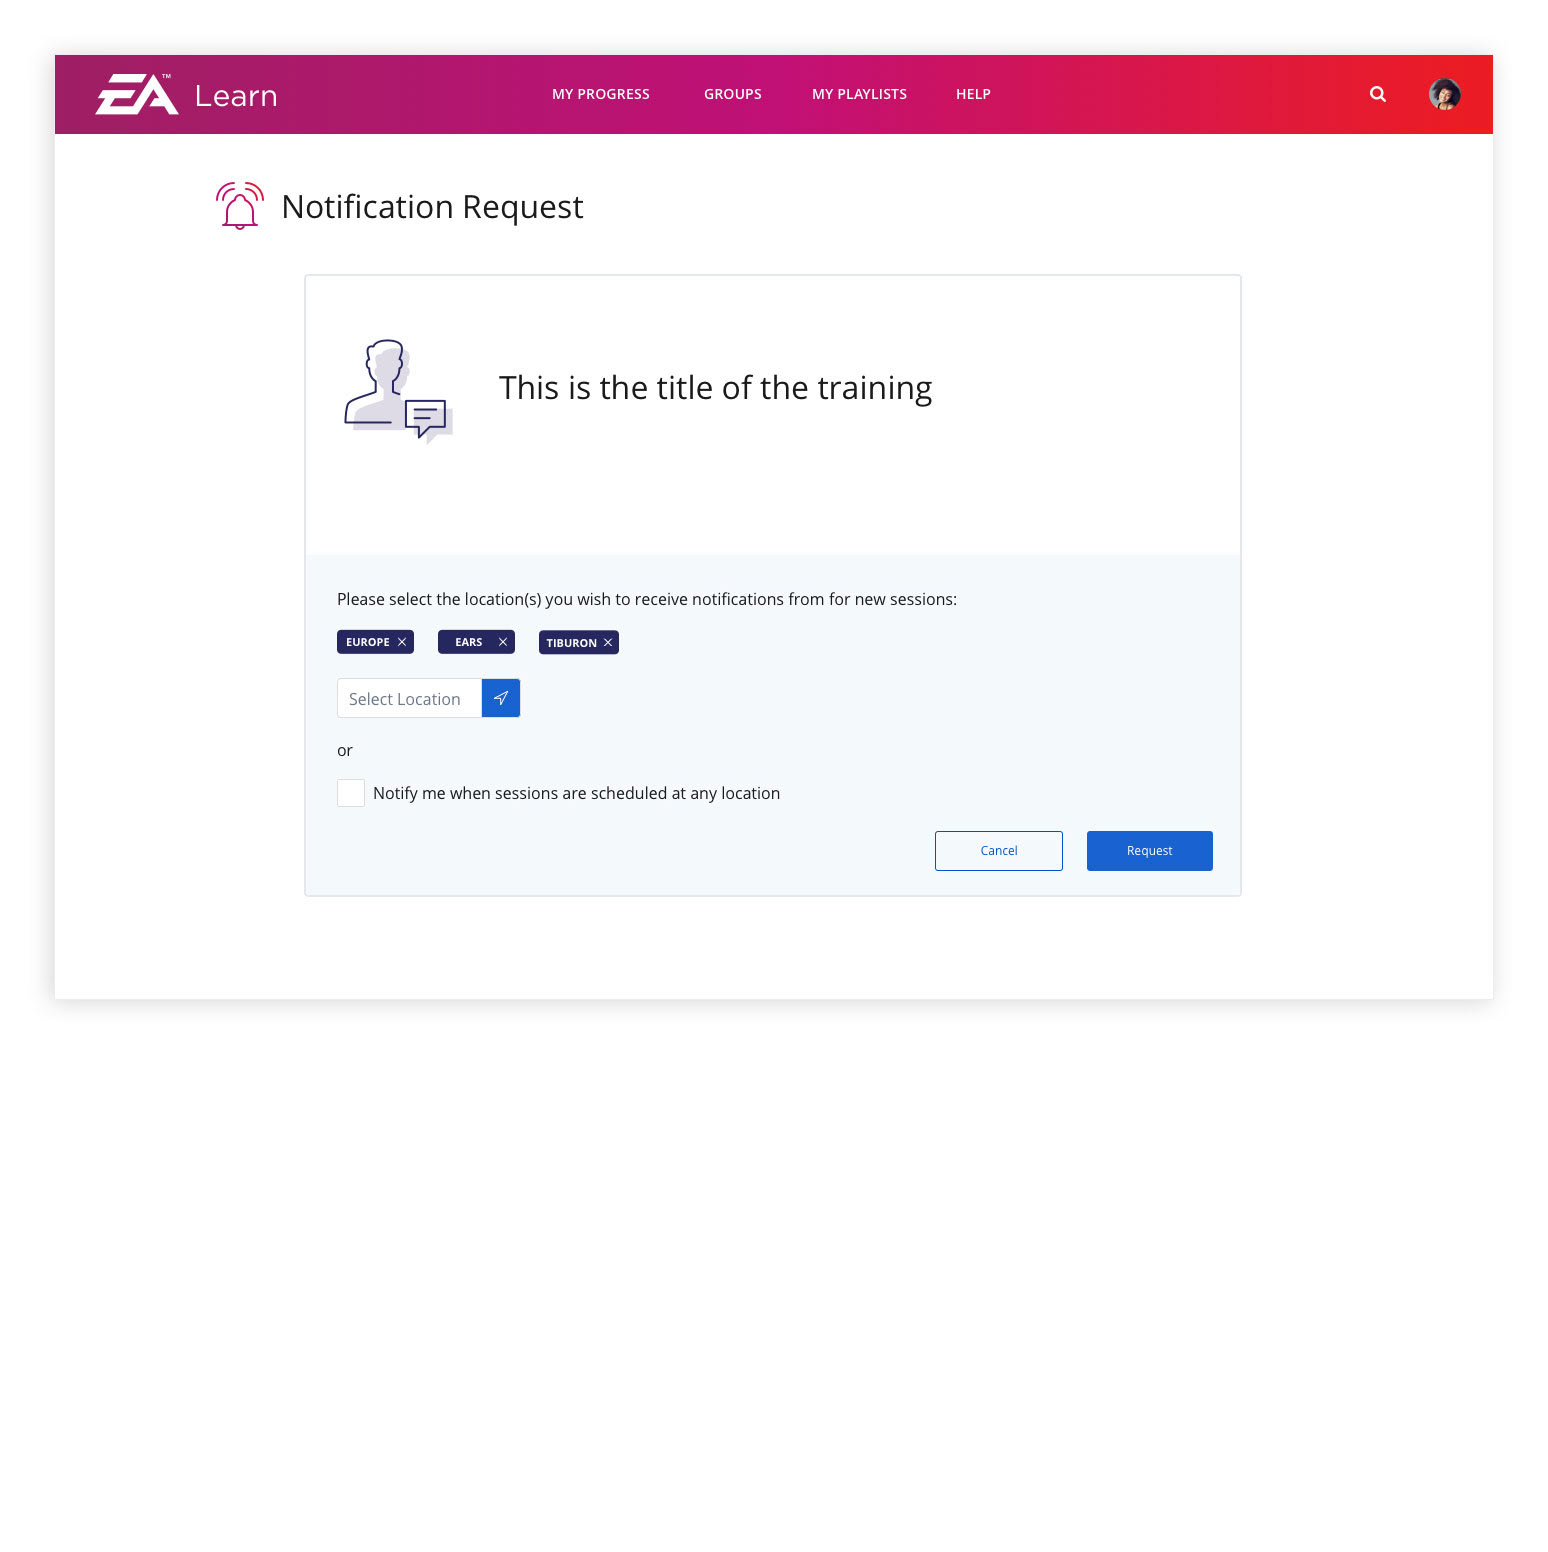 EA™ Learn
MY PROGRESS GROUPS MY PLAYLISTS HELP
Notification Request
This is the title of the training
Please select the location(s) you wish to receive notifications from for new sessions:
EUROPE EARS TIBURON
Select Location
or
Notify me when sessions are scheduled at any location
Cancel Request